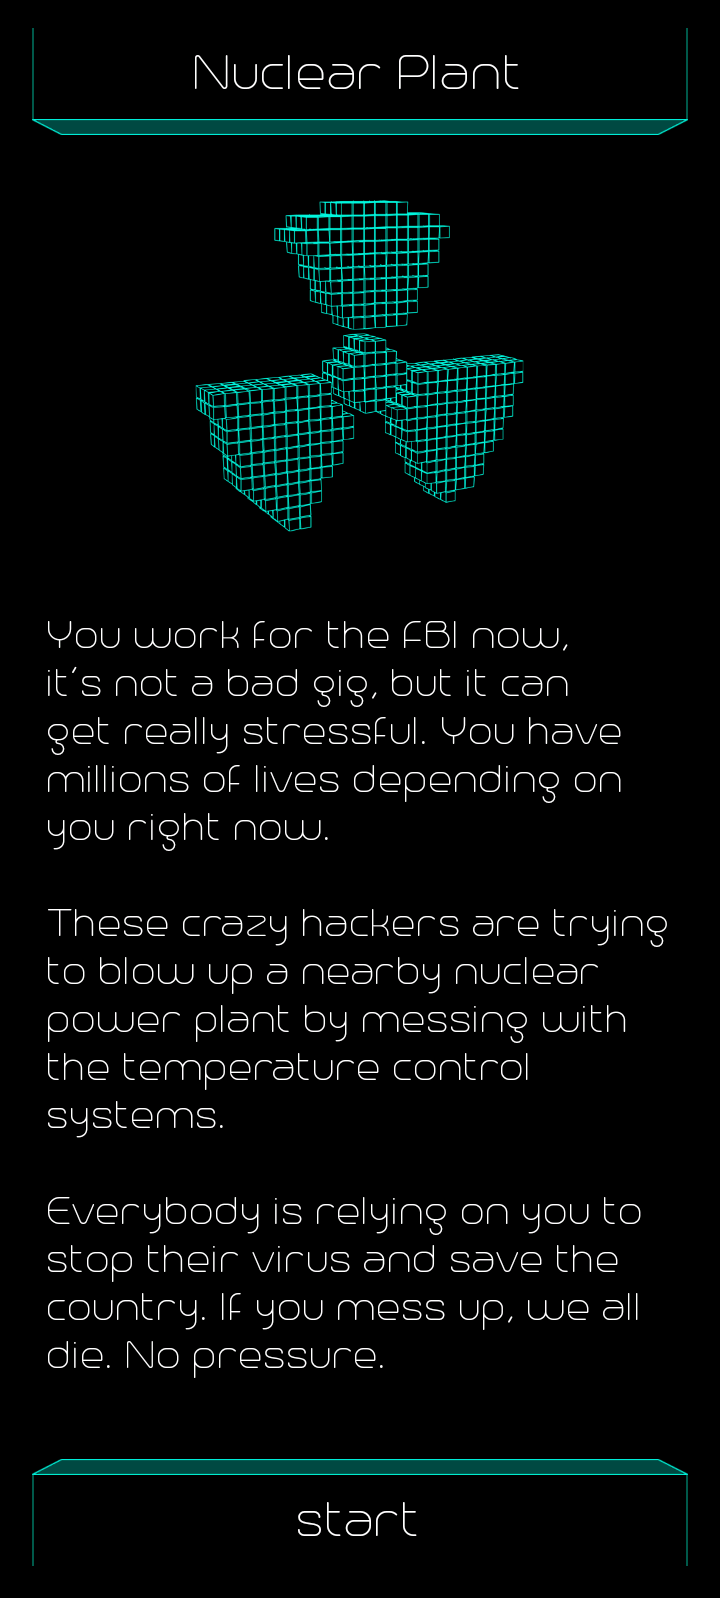 Nuclear Plant
You work for the FBI now,
it's not a bad gig, but it can
get really stressful. You have
millions of lives depending on
you right now.
These crazy hackers are trying
to blow up a nearby nuclear
power plant by messing with
the temperature control
systems.
Everybody is relying on you to
stop their virus and save the
country. If you mess up, we all
die. No pressure.
start